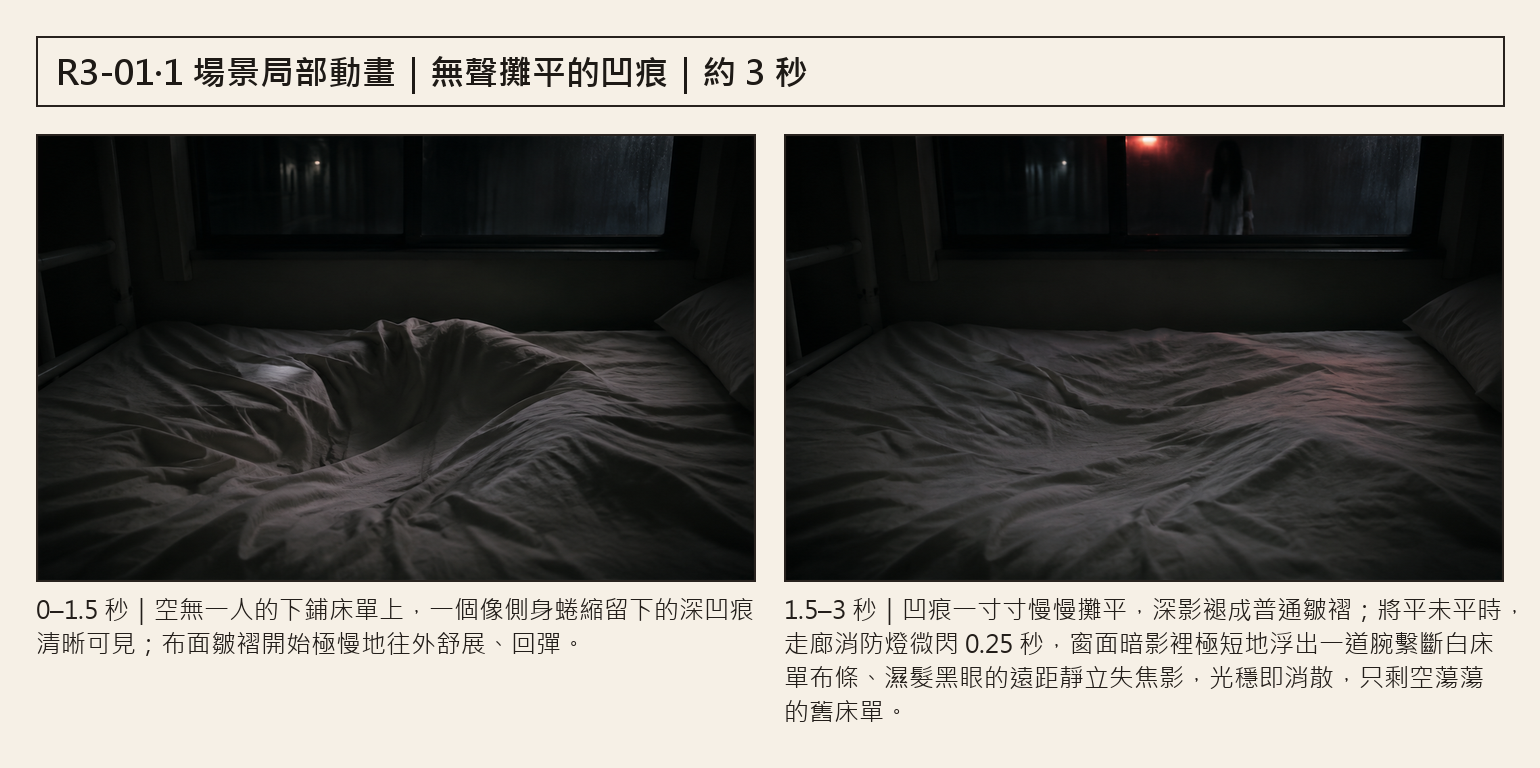 R3-01·1 場景局部動畫｜無聲攤平的凹痕｜約 3 秒
0–1.5 秒｜空無一人的下鋪床單上，一個像側身蜷縮留下的深凹痕
清晰可見；布面皺褶開始極慢地往外舒展、回彈。
1.5–3 秒｜凹痕一寸寸慢慢攤平，深影褪成普通皺褶；將平未平時，
走廊消防燈微閃 0.25 秒，窗面暗影裡極短地浮出一道腕繫斷白床
單布條、濕髮黑眼的遠距靜立失焦影，光穩即消散，只剩空蕩蕩
的舊床單。